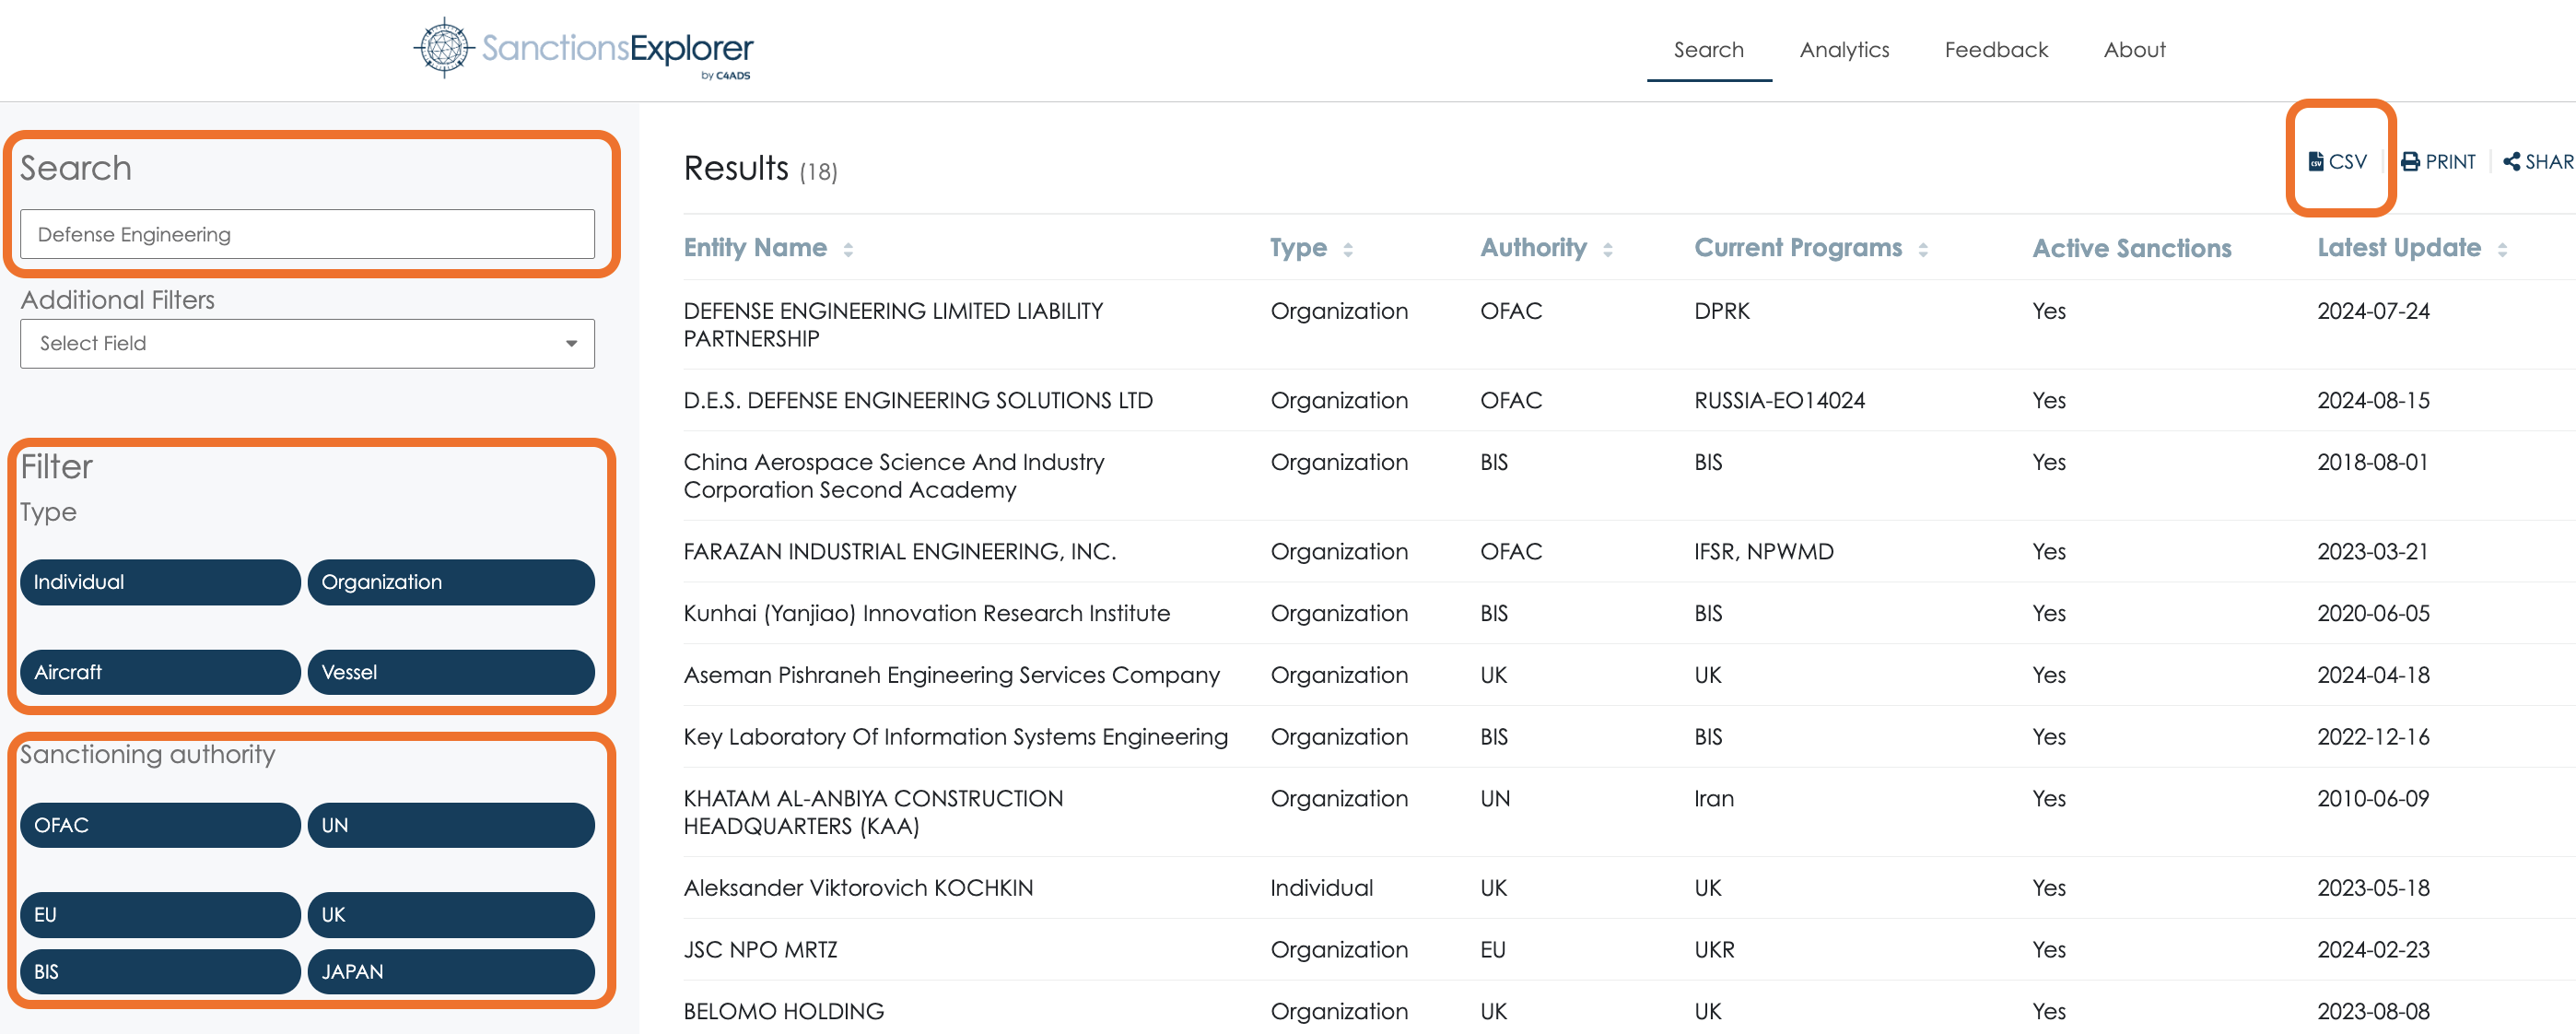 SanctionsExplorer
by C4ADS
Search Analytics Feedback About
Search
Defense Engineering
Additional Filters
Select Field
Filter
Type
Individual Organization
Aircraft Vessel
Sanctioning authority
OFAC UN
EU UK
BIS JAPAN
Results (18)
CSV CSV PRINT SHAR
Entity Name Type Authority Current Programs Active Sanctions Latest Update
DEFENSE ENGINEERING LIMITED LIABILITY PARTNERSHIP Organization OFAC DPRK Yes 2024-07-24
D.E.S. DEFENSE ENGINEERING SOLUTIONS LTD Organization OFAC RUSSIA-EO14024 Yes 2024-08-15
China Aerospace Science And Industry Corporation Second Academy Organization BIS BIS Yes 2018-08-01
FARAZAN INDUSTRIAL ENGINEERING, INC. Organization OFAC IFSR, NPWMD Yes 2023-03-21
Kunhai (Yanjiao) Innovation Research Institute Organization BIS BIS Yes 2020-06-05
Aseman Pishraneh Engineering Services Company Organization UK UK Yes 2024-04-18
Key Laboratory Of Information Systems Engineering Organization BIS BIS Yes 2022-12-16
KHATAM AL-ANBIYA CONSTRUCTION HEADQUARTERS (KAA) Organization UN Iran Yes 2010-06-09
Aleksander Viktorovich KOCHKIN Individual UK UK Yes 2023-05-18
JSC NPO MRTZ Organization EU UKR Yes 2024-02-23
BELOMO HOLDING Organization UK UK Yes 2023-08-08